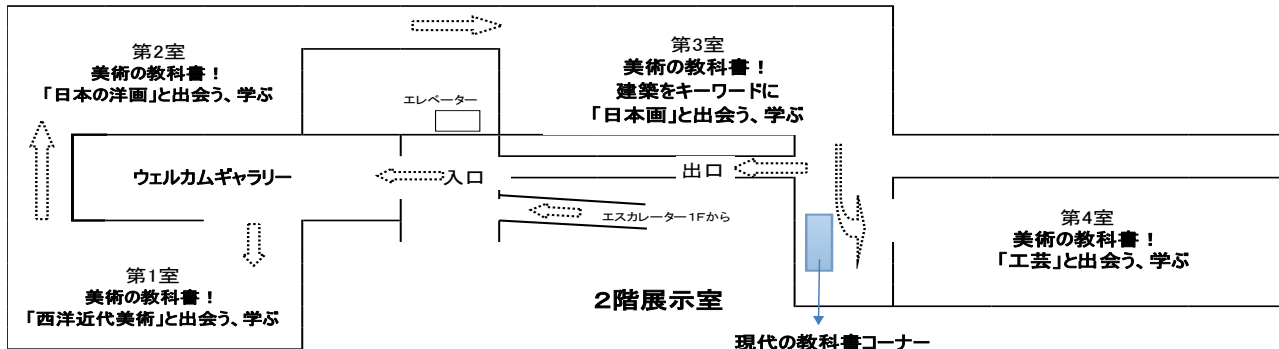 第2室
美術の教科書！
「日本の洋画」と出会う、学ぶ
第3室
美術の教科書！
建築をキーワードに
「日本画」と出会う、学ぶ
エレベーター
ウェルカムギャラリー
入口
出口
エスカレーター1Fから
第4室
美術の教科書！
「工芸」と出会う、学ぶ
第1室
美術の教科書！
「西洋近代美術」と出会う、学ぶ
2階展示室
現代の教科書コーナー